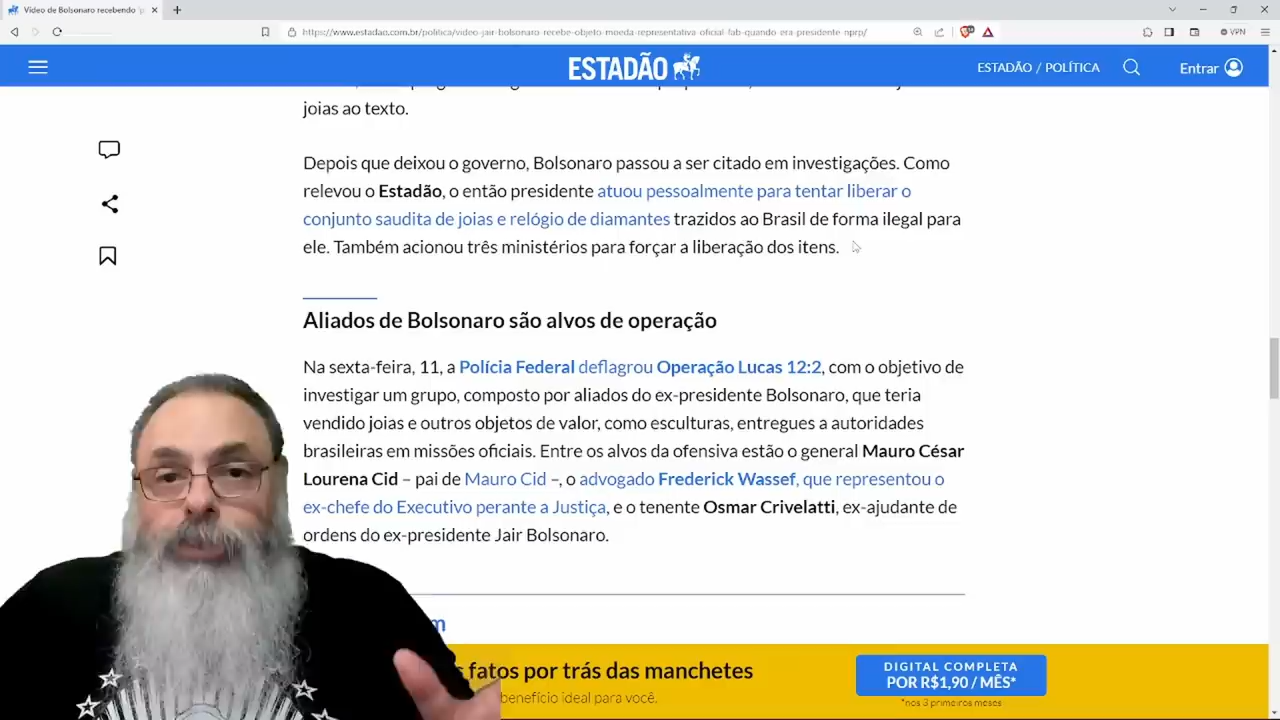 Vídeo de Bolsonaro recebendo 'p
https://www.estadao.com.br/politica/video-jair-bolsonaro-recebe-objeto-moeda-representativa-oficial-fab-quando-era-presidente-nprp/
VPN
ESTADÃO
ESTADÃO / POLÍTICA
Entrar
joias ao texto.
Depois que deixou o governo, Bolsonaro passou a ser citado em investigações. Como
relevou o Estadão, o então presidente atuou pessoalmente para tentar liberar o
conjunto saudita de joias e relógio de diamantes trazidos ao Brasil de forma ilegal para
ele. Também acionou três ministérios para forçar a liberação dos itens.
Aliados de Bolsonaro são alvos de operação
Na sexta-feira, 11, a Polícia Federal deflagrou Operação Lucas 12:2, com o objetivo de
investigar um grupo, composto por aliados do ex-presidente Bolsonaro, que teria
vendido joias e outros objetos de valor, como esculturas, entregues a autoridades
brasileiras em missões oficiais. Entre os alvos da ofensiva estão o general Mauro César
Lourena Cid – pai de Mauro Cid –, o advogado Frederick Wassef, que representou o
ex-chefe do Executivo perante a Justiça, e o tenente Osmar Crivelatti, ex-ajudante de
ordens do ex-presidente Jair Bolsonaro.
m
s fatos por trás das manchetes
benefício ideal para você.
DIGITAL COMPLETA
POR R$1,90 / MÊS*
*nos 3 primeiros meses